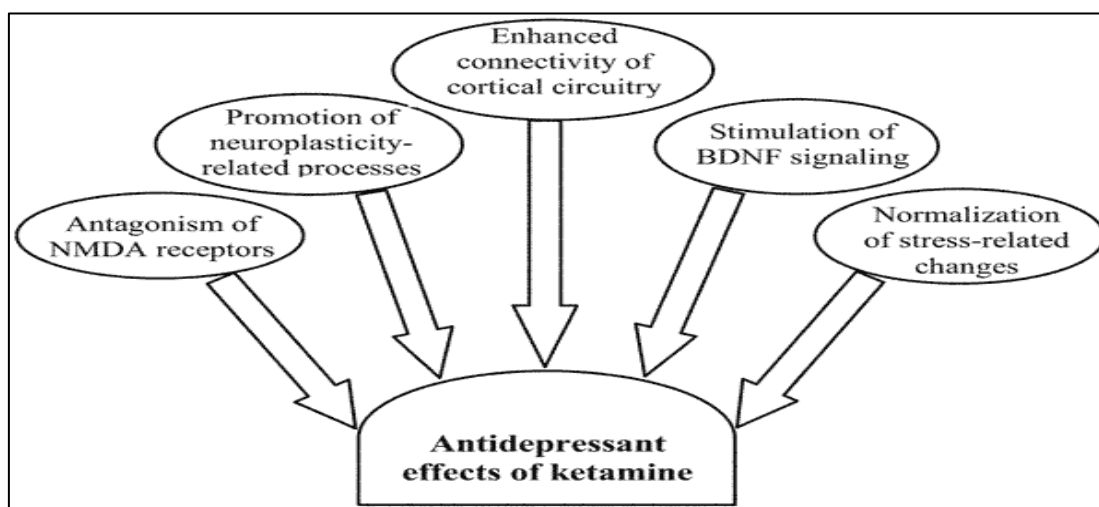 Enhanced
connectivity of
cortical circuitry
Promotion of
neuroplasticity-
related processes
Stimulation of
BDNF signaling
Antagonism of
NMDA receptors
Normalization
of stress-related
changes
Antidepressant
effects of ketamine